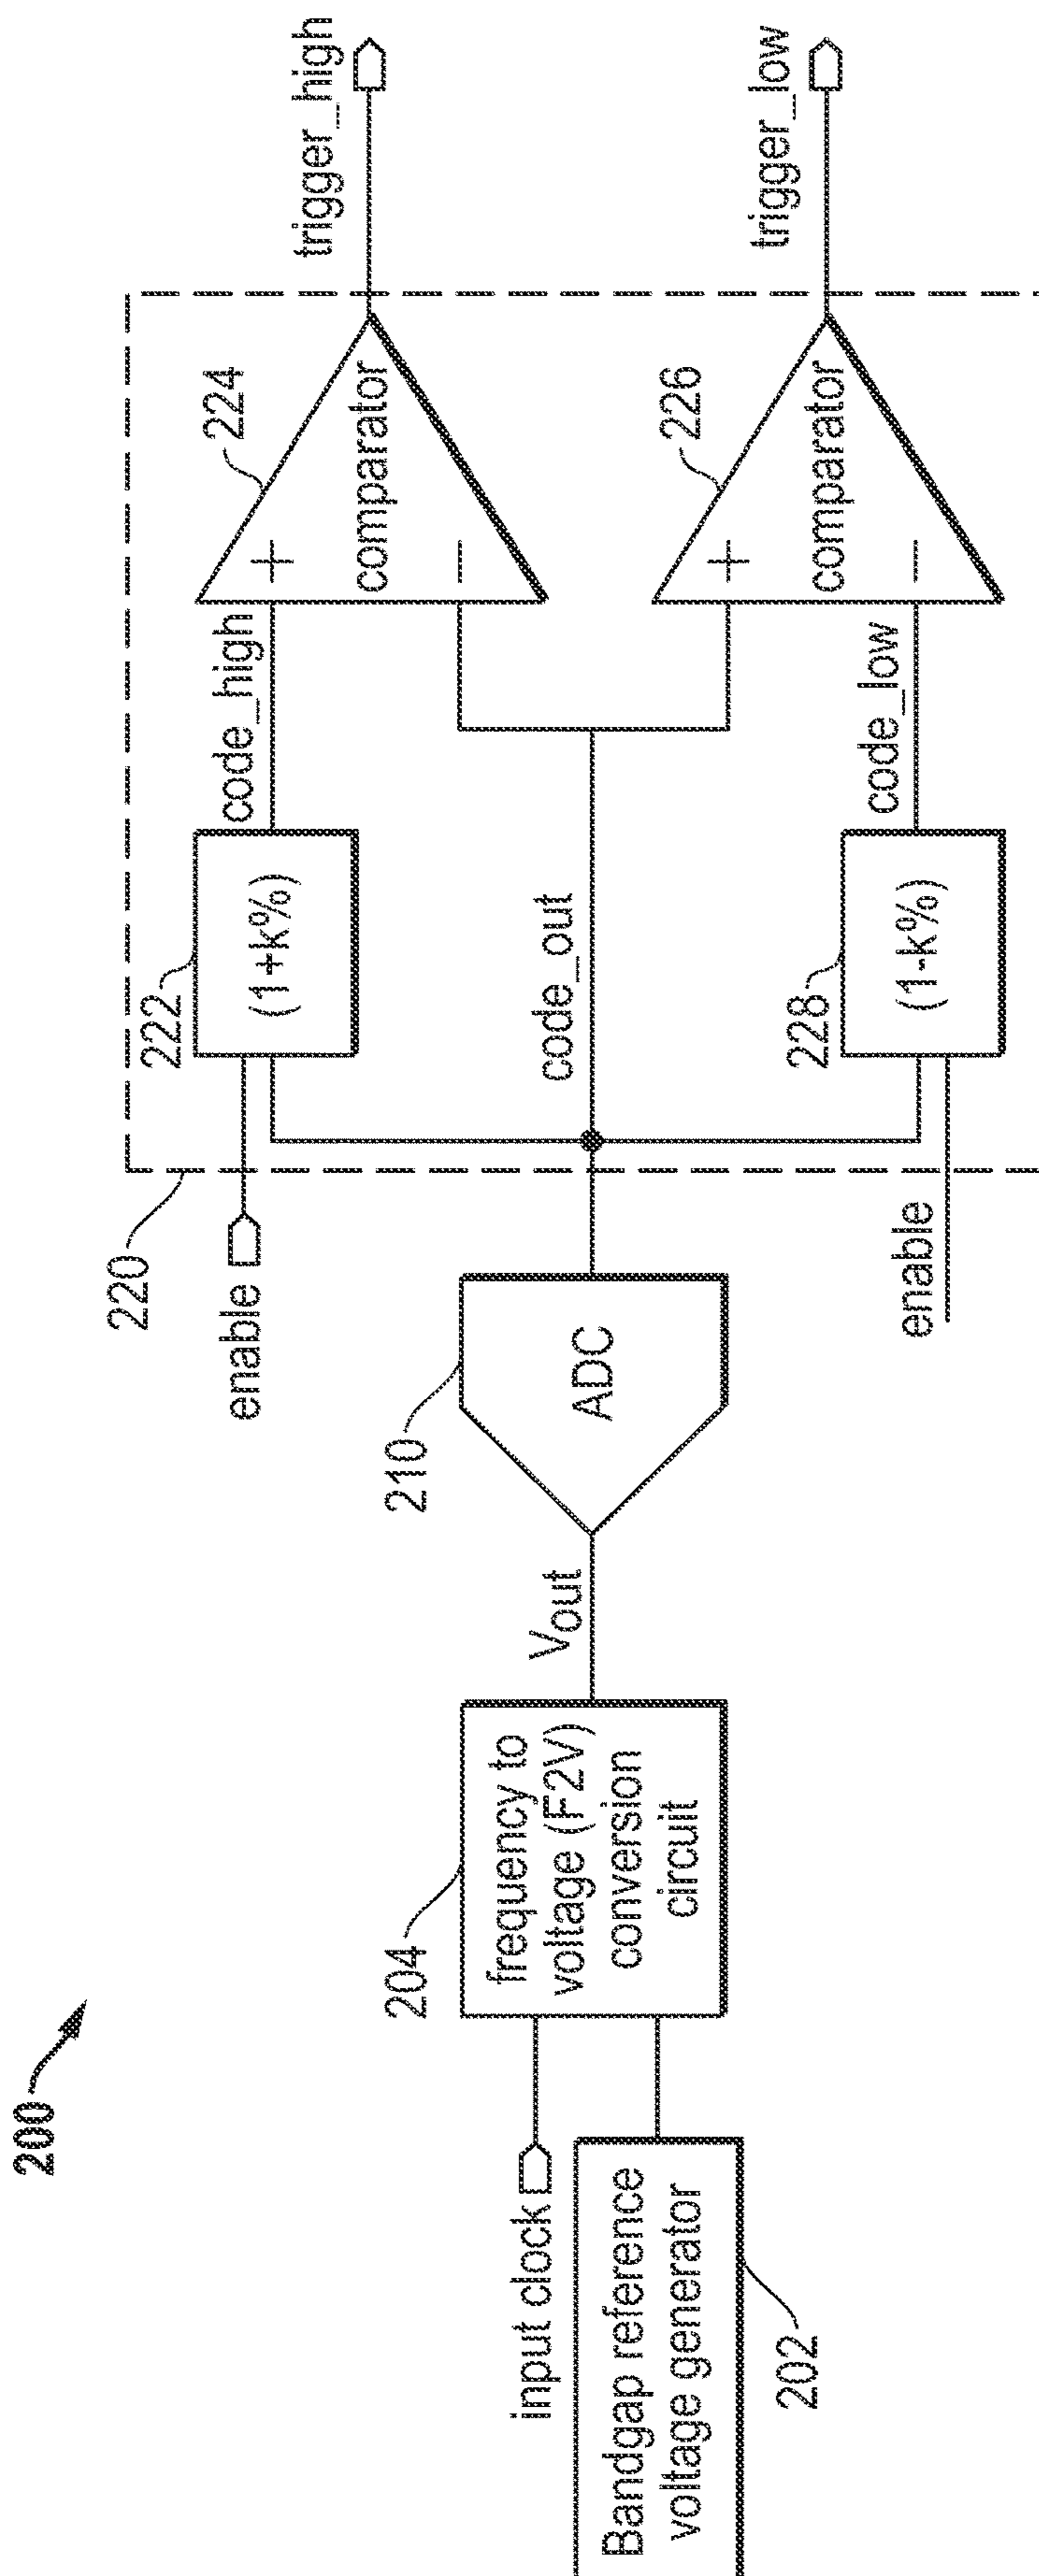 200
input clock
Bandgap reference
voltage generator
202
204
frequency to
voltage (F2V)
conversion
circuit
Vout
210
ADC
220
enable
enable
222
(1+k%)
code_high
code_out
228
(1-k%)
code_low
224
+
comparator
−
226
+
comparator
−
trigger_high
trigger_low